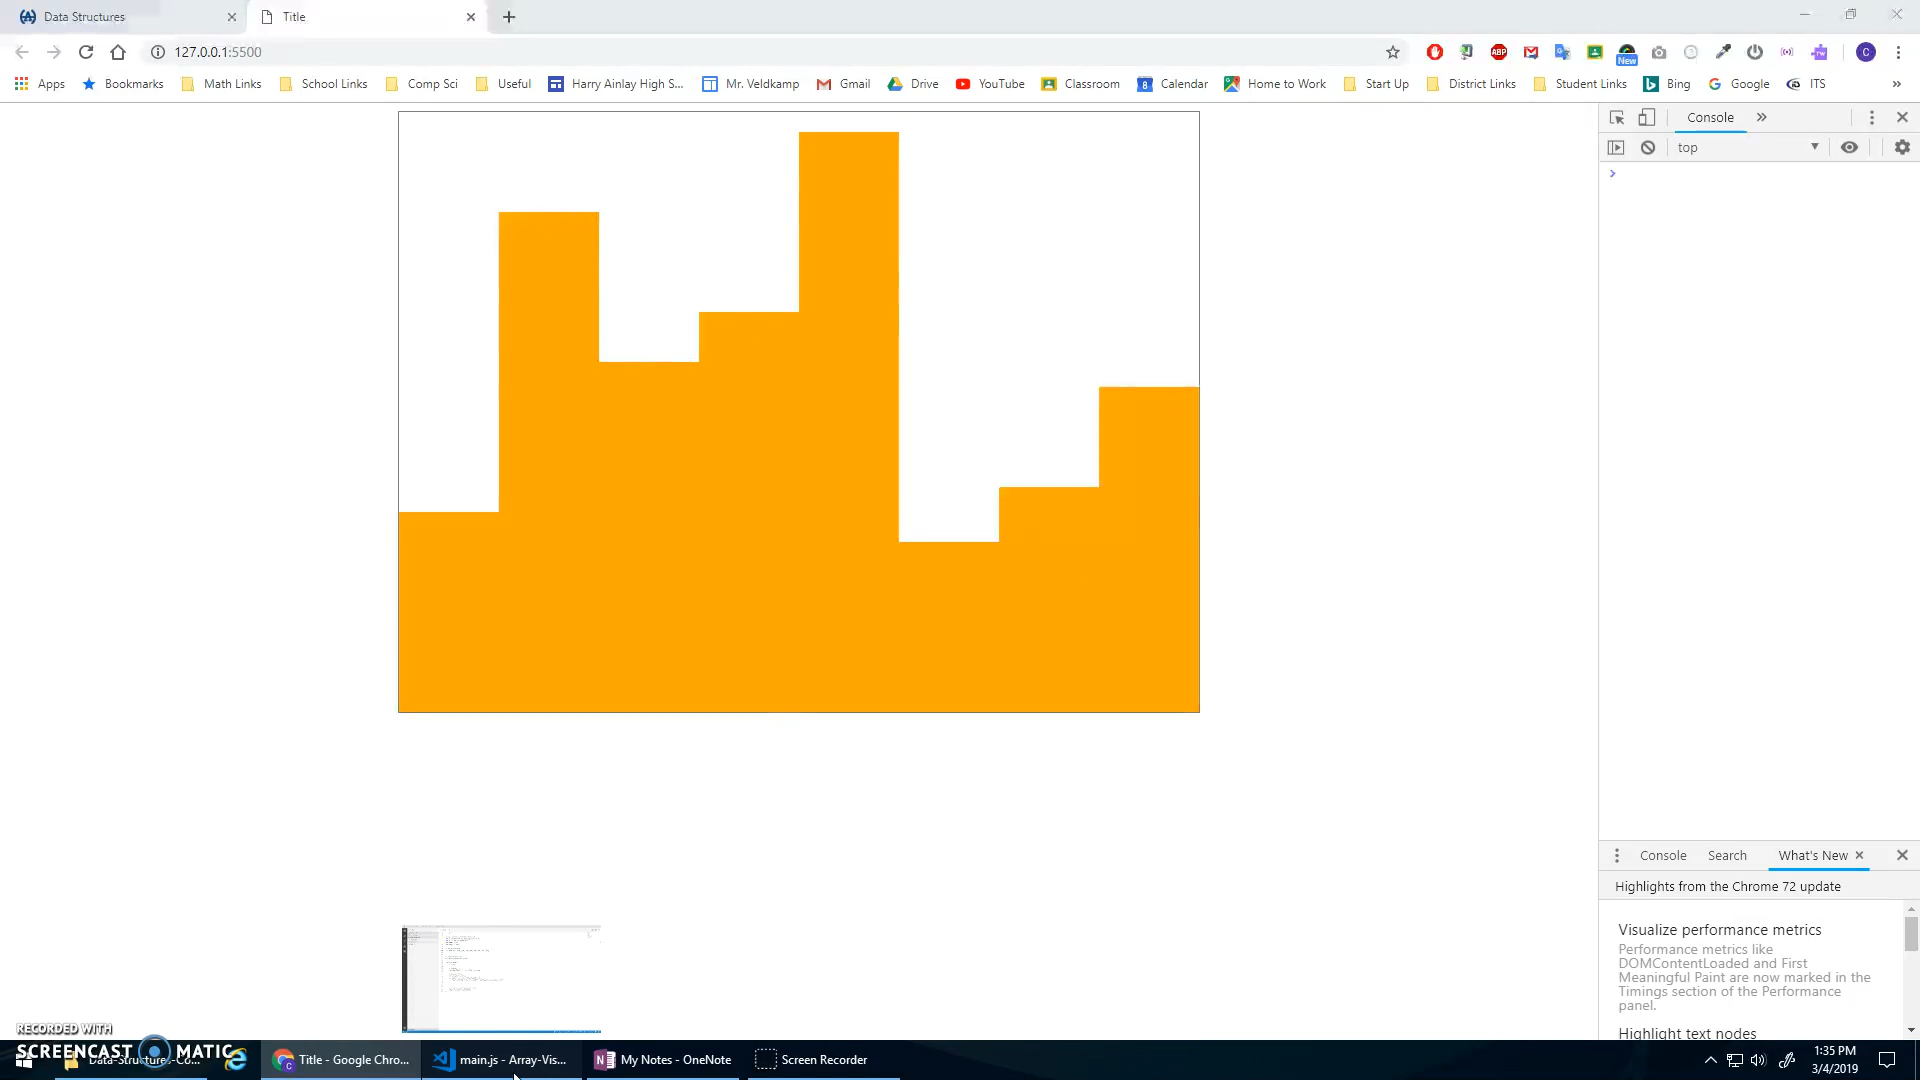 Data Structures
Title
127.0.0.1:5500
ABP
New
TW
C
Apps
Bookmarks
Math Links
School Links
Comp Sci
Useful
Harry Ainlay High S...
Mr. Veldkamp
Gmail
Drive
YouTube
Classroom
8
Calendar
Home to Work
Start Up
District Links
Student Links
Bing
Google
ITS
»
Console
»
top
Console
Search
What's New
Highlights from the Chrome 72 update
Visualize performance metrics
Performance metrics like
DOMContentLoaded and First
Meaningful Paint are now marked in the
Timings section of the Performance
panel.
Highlight text nodes
RECORDED WITH
SCREENCAST MATIC
Title - Google Chro...
main.js - Array-Vis...
My Notes - OneNote
Screen Recorder
1:35 PM
3/4/2019